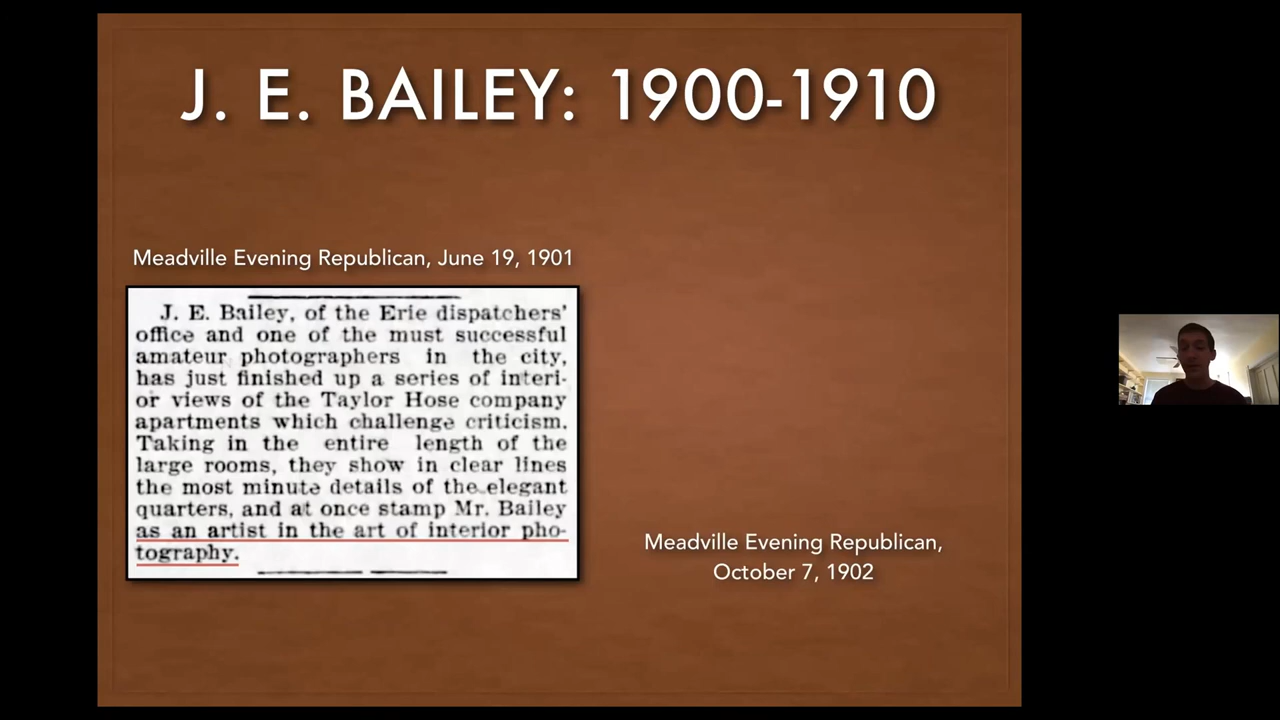 J. E. BAILEY: 1900-1910
Meadville Evening Republican, June 19, 1901
J. E. Bailey, of the Erie dispatchers'
office and one of the must successful
amateur photographers in the city,
has just finished up a series of interi-
or views of the Taylor Hose company
apartments which challenge criticism.
Taking in the entire length of the
large rooms, they show in clear lines
the most minute details of the elegant
quarters, and at once stamp Mr. Bailey
as an artist in the art of interior pho-
tography.
Meadville Evening Republican,
October 7, 1902